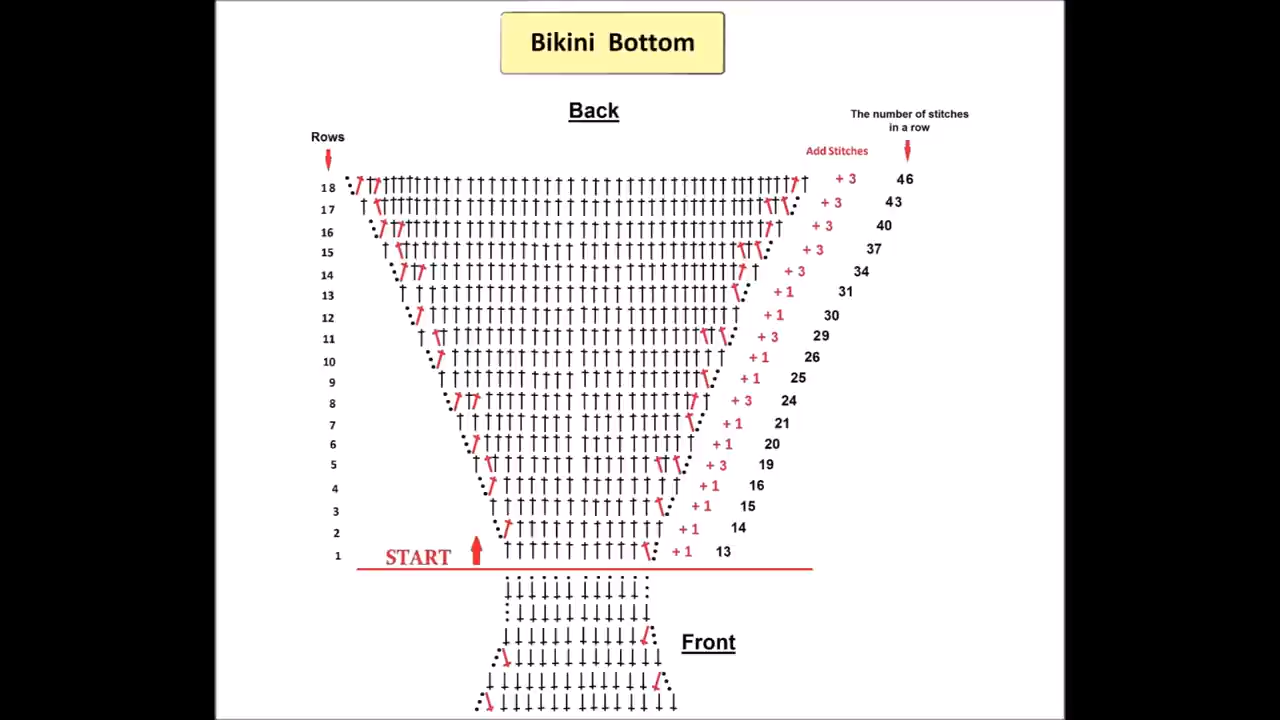 Bikini Bottom
Back
The number of stitches
in a row
Rows
Add Stitches
18 + 3 46
17 + 3 43
16 + 3 40
15 + 3 37
14 + 3 34
13 + 1 31
12 + 1 30
11 + 3 29
10 + 1 26
9 + 1 25
8 + 3 24
7 + 1 21
6 + 1 20
5 + 3 19
4 + 1 16
3 + 1 15
2 + 1 14
1 START + 1 13
Front